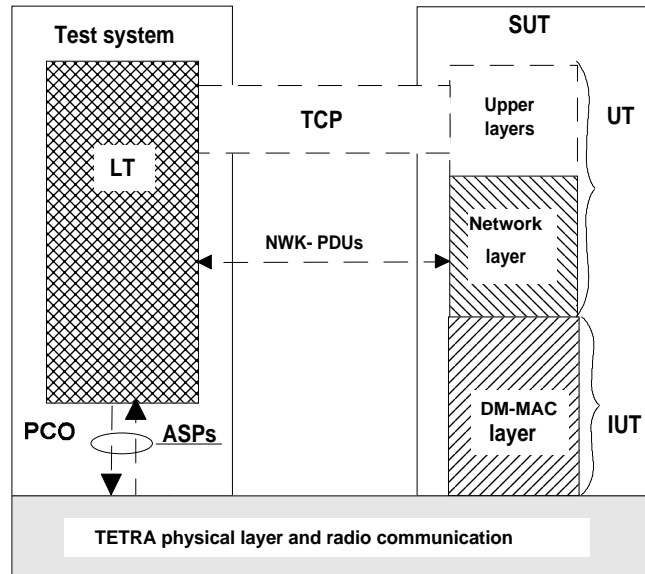 Test system
SUT
LT
TCP
Upper
layers
UT
NWK- PDUs
Network
layer
DM-MAC
layer
IUT
PCO
ASPs
TETRA physical layer and radio communication